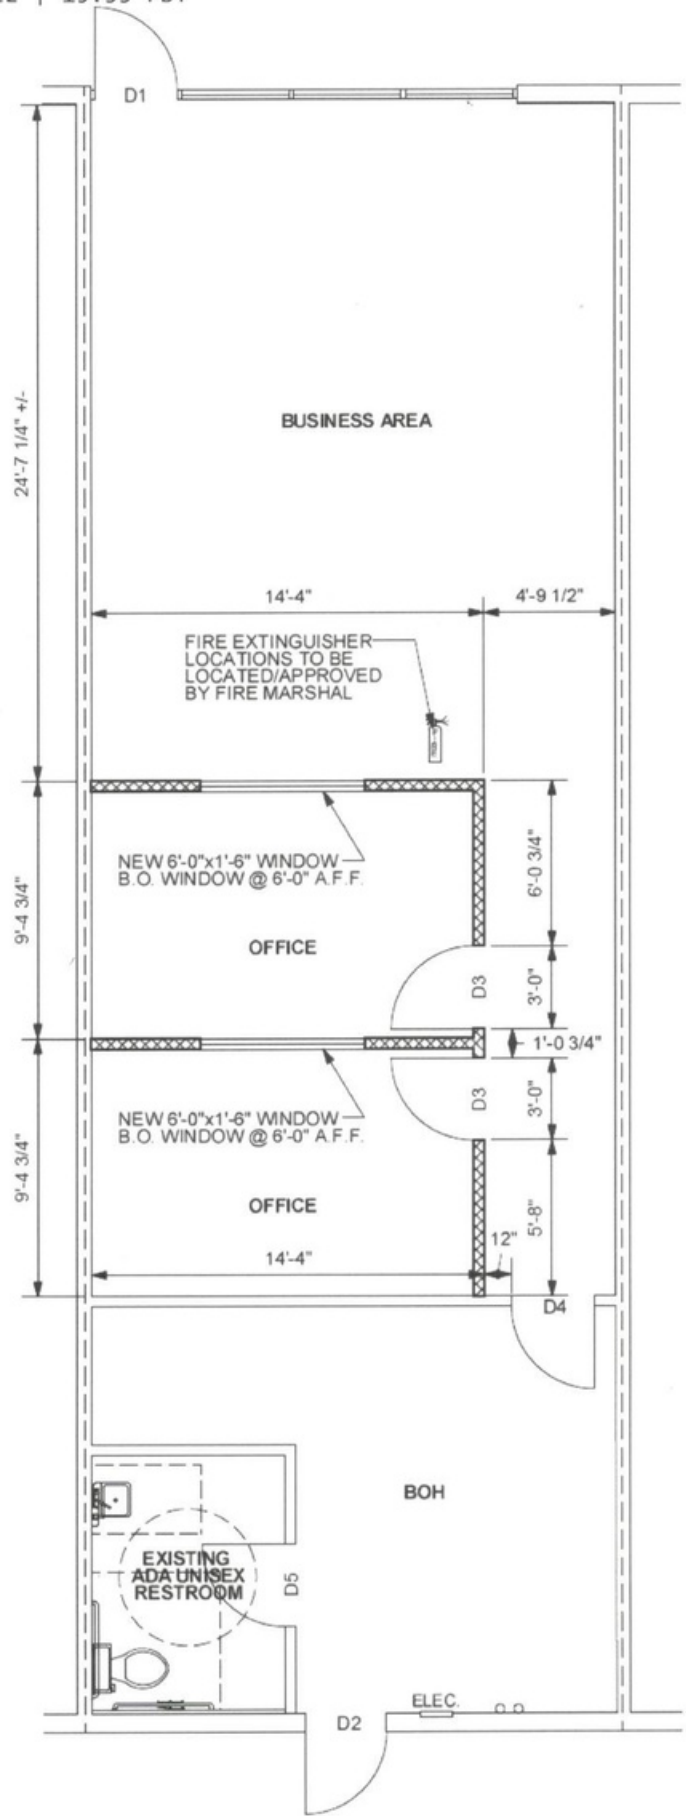 D1
24'-7 1/4" +/-
BUSINESS AREA
14'-4"
4'-9 1/2"
FIRE EXTINGUISHER
LOCATIONS TO BE
LOCATED/APPROVED
BY FIRE MARSHAL
NEW 6'-0"x1'-6" WINDOW
B.O. WINDOW @ 6'-0" A.F.F.
6'-0 3/4"
9'-4 3/4"
OFFICE
D3
3'-0"
1'-0 3/4"
NEW 6'-0"x1'-6" WINDOW
B.O. WINDOW @ 6'-0" A.F.F.
D3
3'-0"
9'-4 3/4"
OFFICE
5'-8"
12"
14'-4"
D4
BOH
EXISTING
ADA UNISEX
RESTROOM
D5
ELEC.
D2